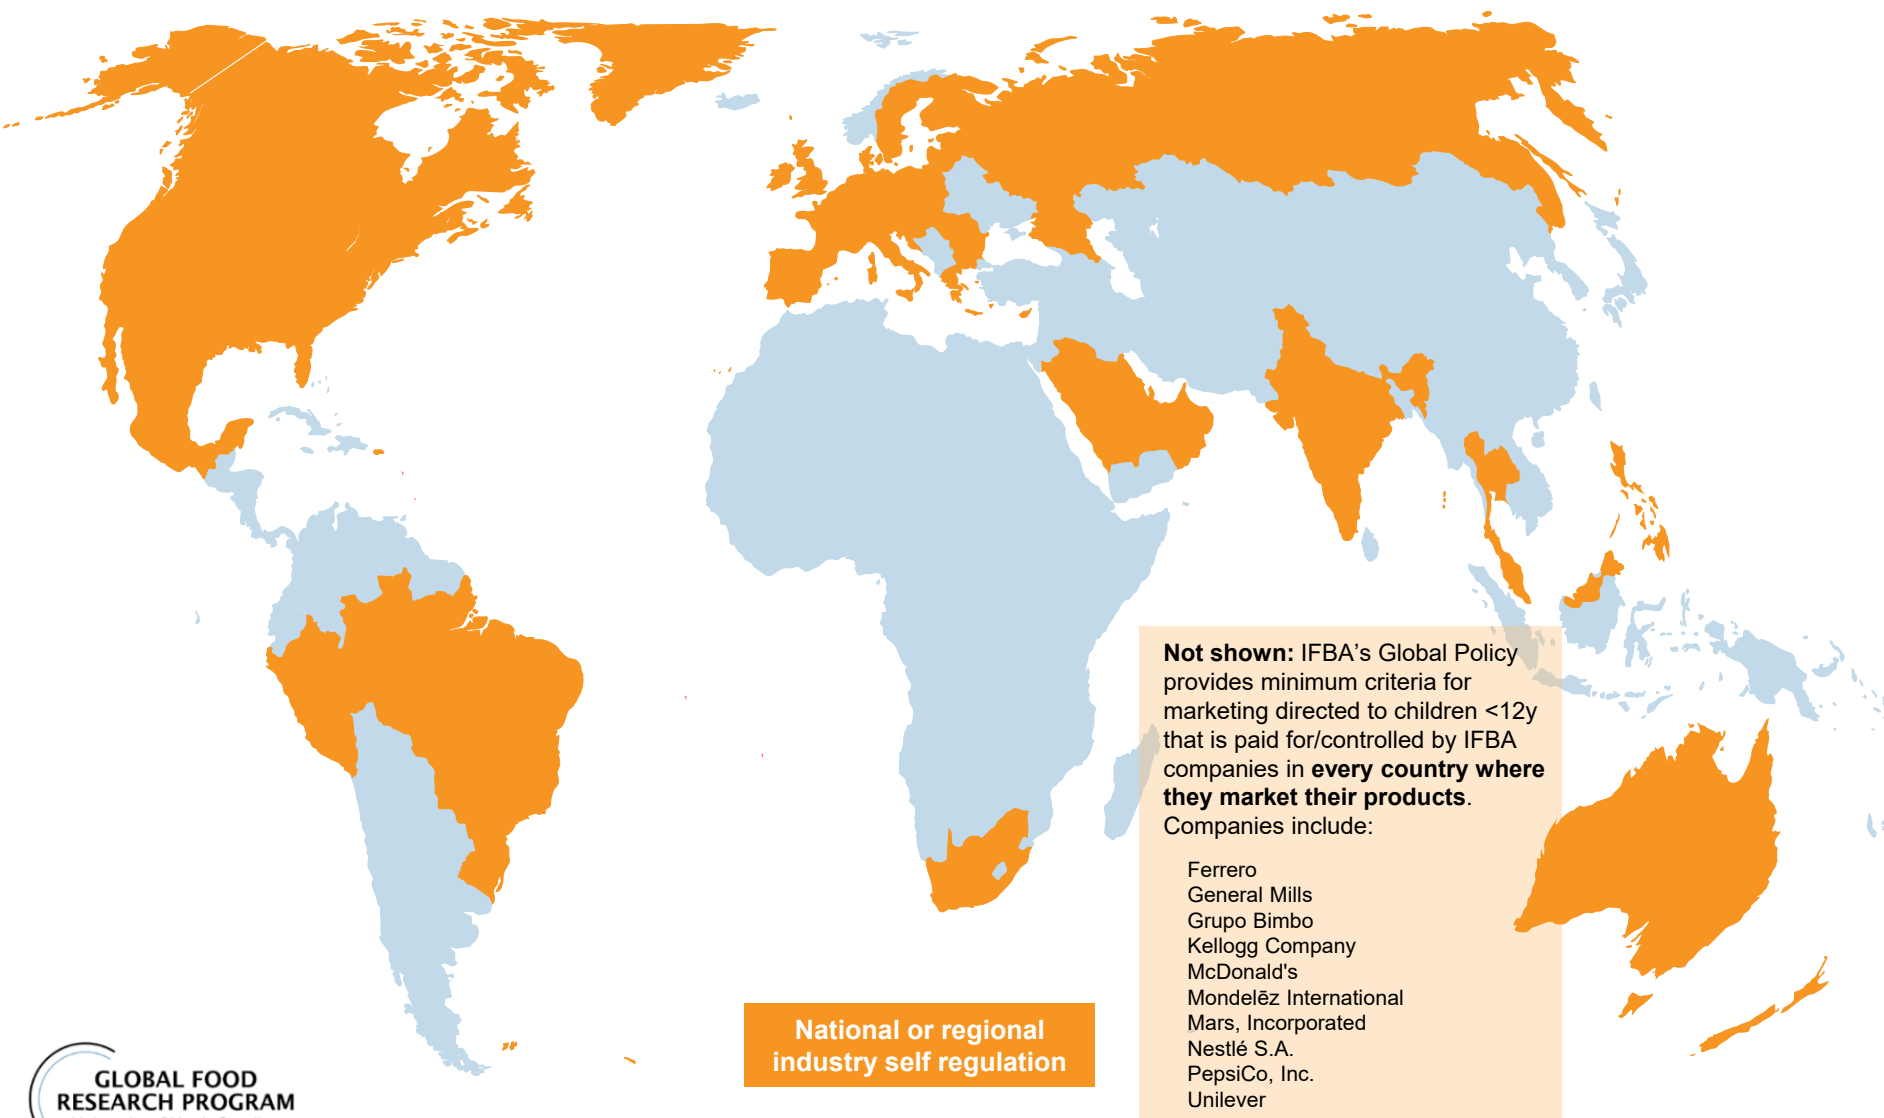 Not shown: IFBA's Global Policy
provides minimum criteria for
marketing directed to children <12y
that is paid for/controlled by IFBA
companies in every country where
they market their products.
Companies include:
Ferrero
General Mills
Grupo Bimbo
Kellogg Company
McDonald's
Mondelēz International
Mars, Incorporated
Nestlé S.A.
PepsiCo, Inc.
Unilever
National or regional
industry self regulation
GLOBAL FOOD
RESEARCH PROGRAM